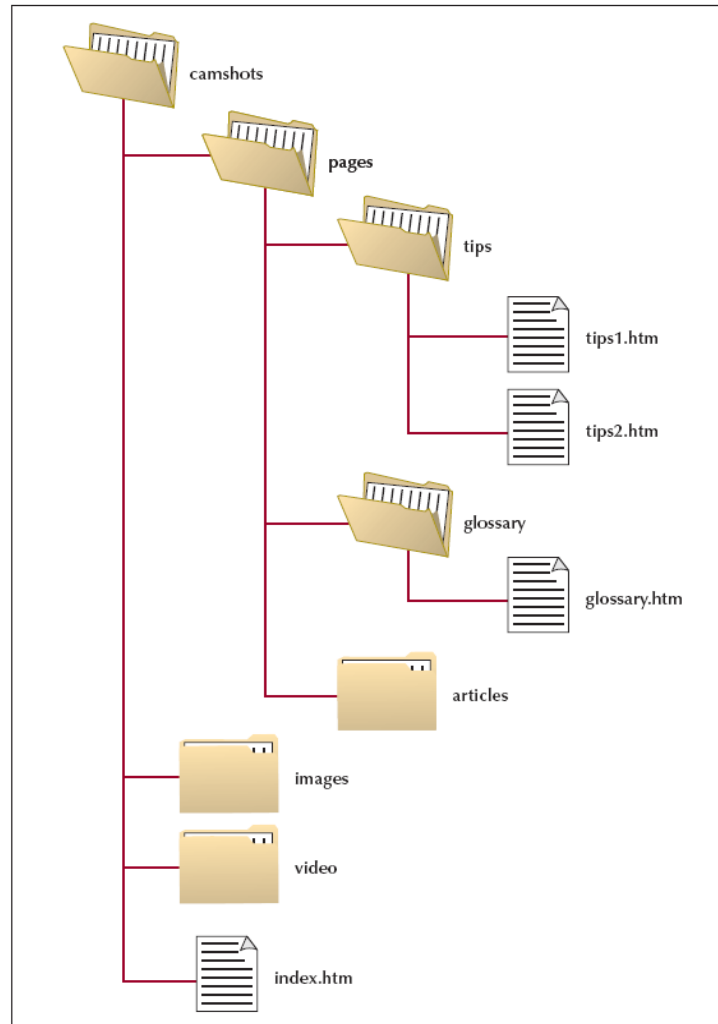 camshots
pages
tips
tips1.htm
tips2.htm
glossary
glossary.htm
articles
images
video
index.htm